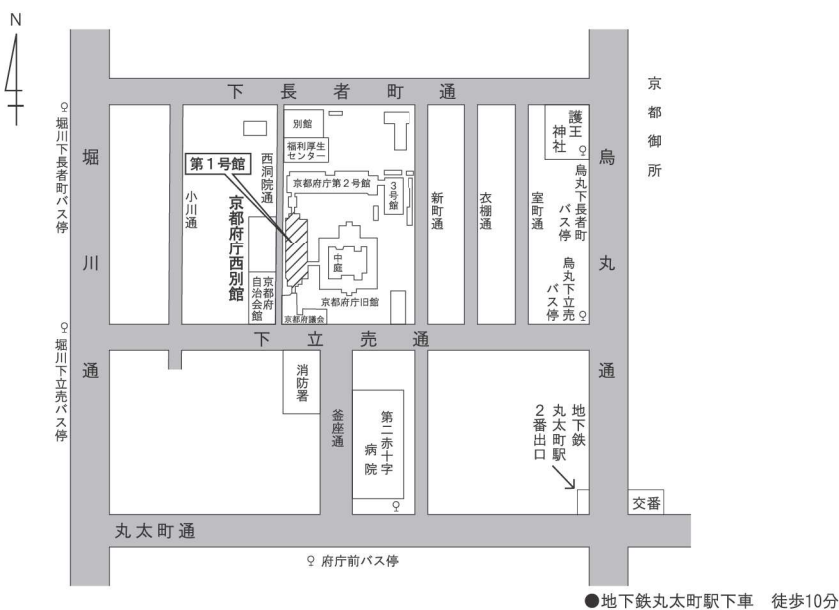 N
下長者町通
京都御所
堀川下長者町バス停
堀川通
小川通
西洞院通
第1号館
京都府庁西別館
別館
福利厚生
センター
京都府庁第2号館
3号館
中庭
京都府庁旧館
京都府議会
京都府
自治会館
新町通
衣棚通
室町通
護王
神社
烏丸下長者町
バス停
烏丸下立売
バス停
烏丸通
堀川下立売バス停
下立売通
消防署
釜座通
第二赤十字
病院
地下鉄
丸太町駅
2番出口
交番
丸太町通
府庁前バス停
●地下鉄丸太町駅下車 徒歩10分